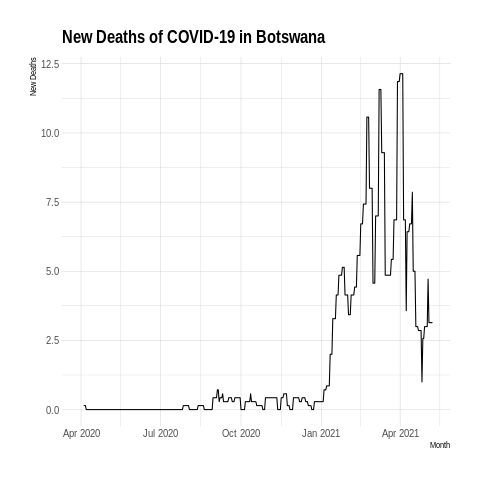 New Deaths of COVID-19 in Botswana
New Deaths
12.5
10.0
7.5
5.0
2.5
0.0
Apr 2020 Jul 2020 Oct 2020 Jan 2021 Apr 2021
Month